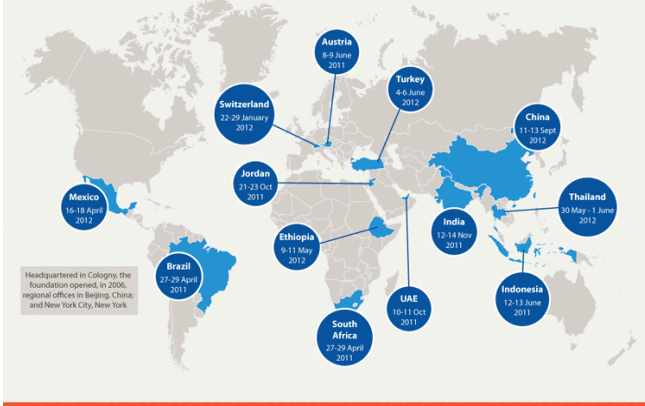 Austria
8-9 June
2011
Turkey
4-6 June
2012
Switzerland
22-29 January
2012
China
11-13 Sept
2012
Jordan
21-23 Oct
2011
Mexico
16-18 April
2012
Thailand
30 May - 1 June
2012
India
12-14 Nov
2011
Ethiopia
9-11 May
2012
Brazil
27-29 April
2011
Headquartered in Cologny, the
foundation opened, in 2006,
regional offices in Beijing, China;
and New York City, New York
UAE
10-11 Oct
2011
Indonesia
12-13 June
2011
South
Africa
27-29 April
2011